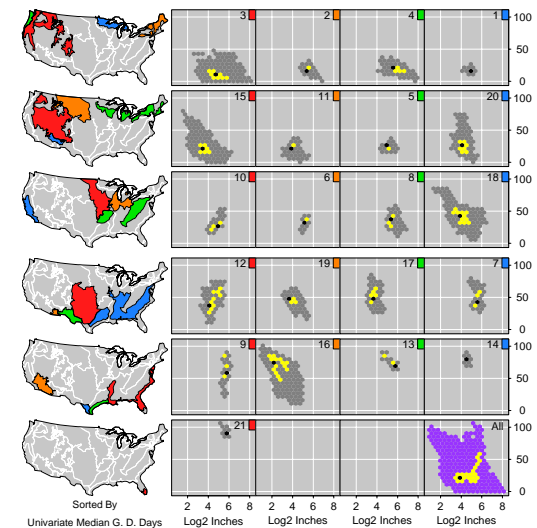 3 2 4 1 100
50
0
15 11 5 20 100
50
0
10 6 8 18 100
50
0
12 19 17 7 100
50
0
9 16 13 14 100
50
0
21 All 100
50
0
2 4 6 8 2 4 6 8 2 4 6 8 2 4 6 8
Sorted By
Univariate Median G. D. Days
Log2 Inches Log2 Inches Log2 Inches Log2 Inches